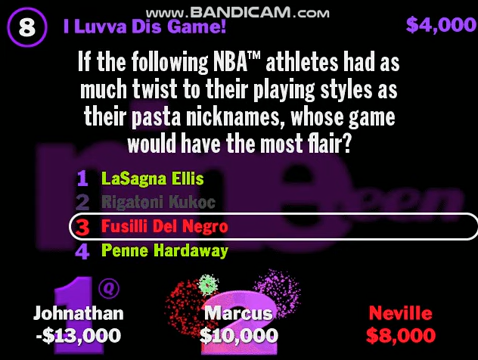 www.BANDICAM.com
8 I Luvva Dis Game! $4,000
If the following NBA™ athletes had as
much twist to their playing styles as
their pasta nicknames, whose game
would have the most flair?
1 LaSagna Ellis
2 Rigatoni Kukoc
3 Fusilli Del Negro
4 Penne Hardaway
1 Q 2
Johnathan Marcus Neville
-$13,000 $10,000 $8,000